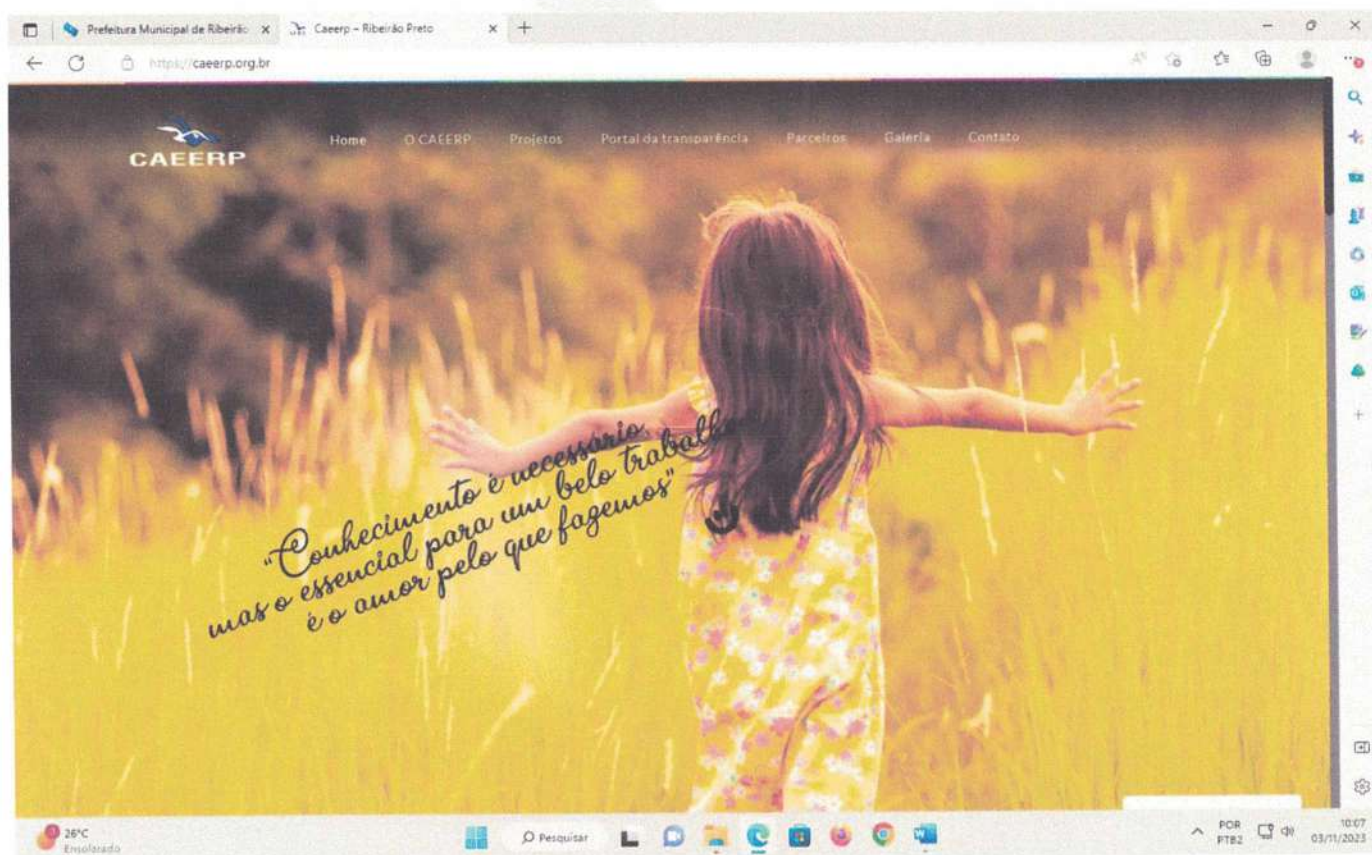 Prefeitura Municipal de Ribeirão
Caeerp – Ribeirão Preto
https://caeerp.org.br
CAEERP
Home
O CAEERP
Projetos
Portal da transparência
Parceiros
Galeria
Contato
"Conhecimento é necessário,
mas o essencial para um belo trabalho
é o amor pelo que fazemos"
26°C
Ensolarado
Pesquisar
POR
PTB2
10:07
03/11/2023